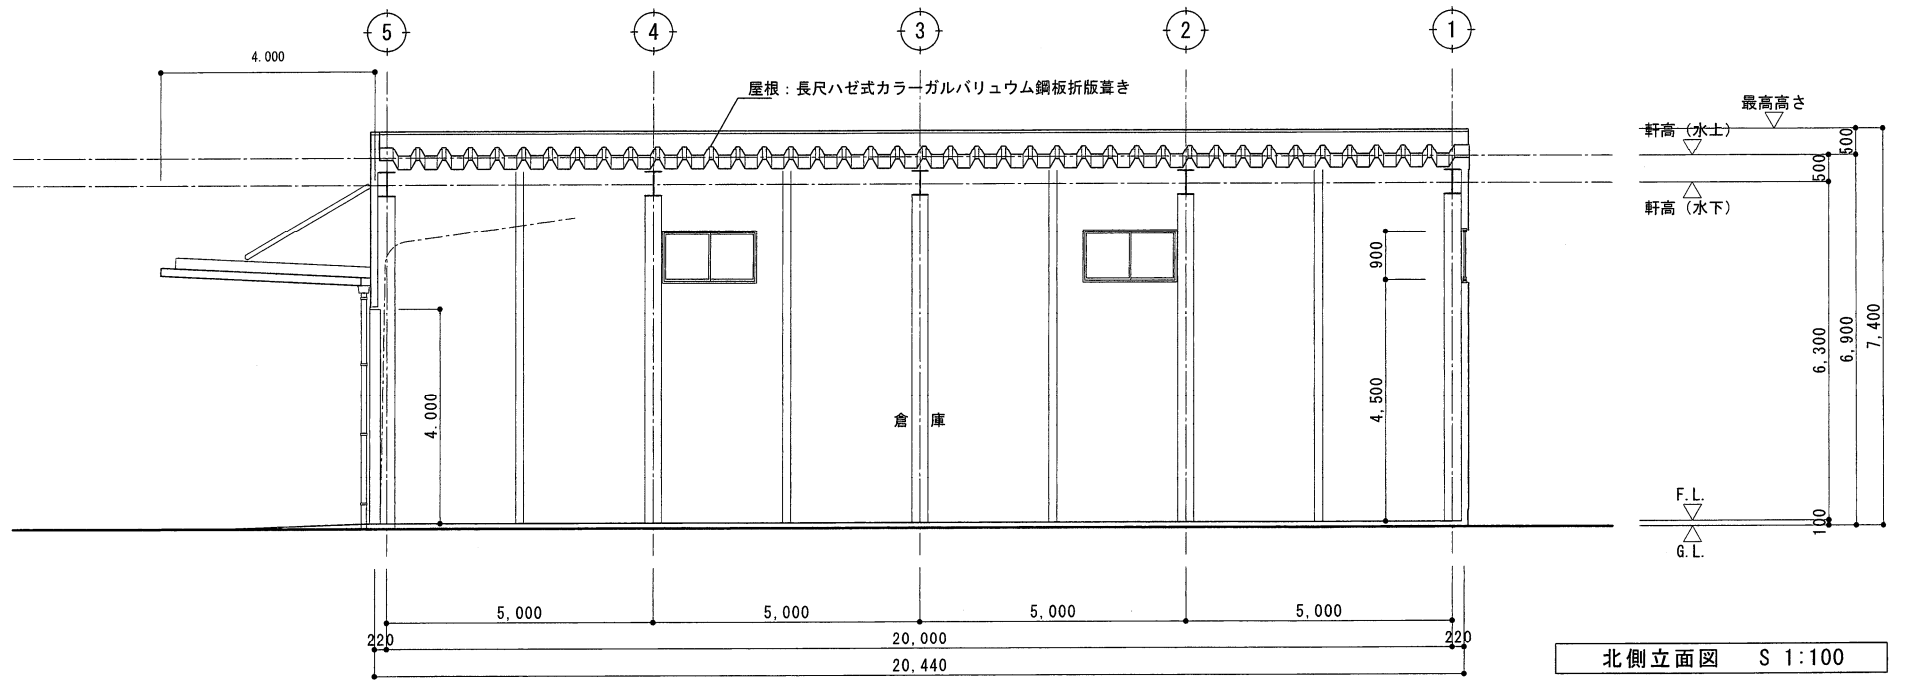 5
4
3
2
1
4.000
屋根：長尺ハゼ式カラーガルバリュウム鋼板折版葺き
最高高さ
軒高（水上）
500
500
軒高（水下）
900
4.000
4,500
6,300
6,900
7,400
倉 庫
F.L.
100
G.L.
5,000
5,000
5,000
5,000
220
20,000
220
20,440
北側立面図 S 1:100